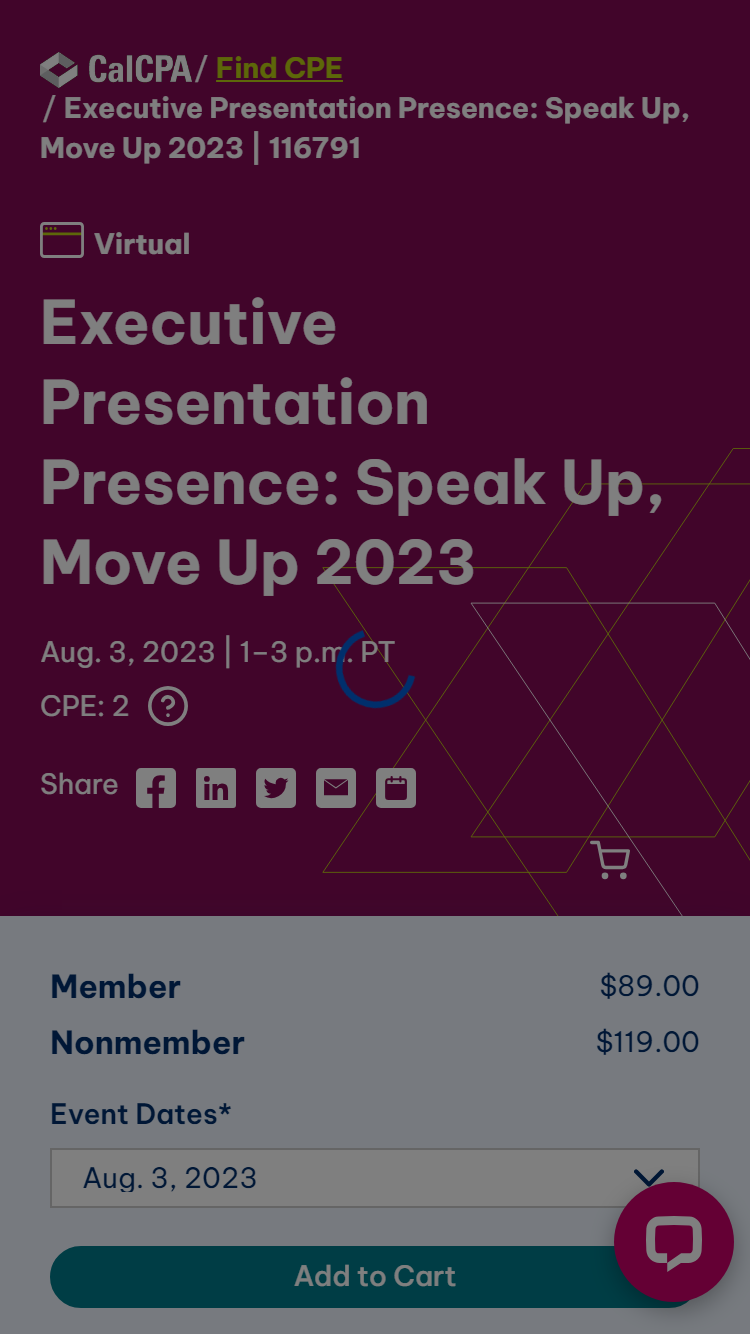 CalCPA / Find CPE
/ Executive Presentation Presence: Speak Up,
Move Up 2023 | 116791
Virtual
Executive
Presentation
Presence: Speak Up,
Move Up 2023
Aug. 3, 2023 | 1–3 p.m. PT
CPE: 2
Share
Member $89.00
Nonmember $119.00
Event Dates*
Aug. 3, 2023
Add to Cart